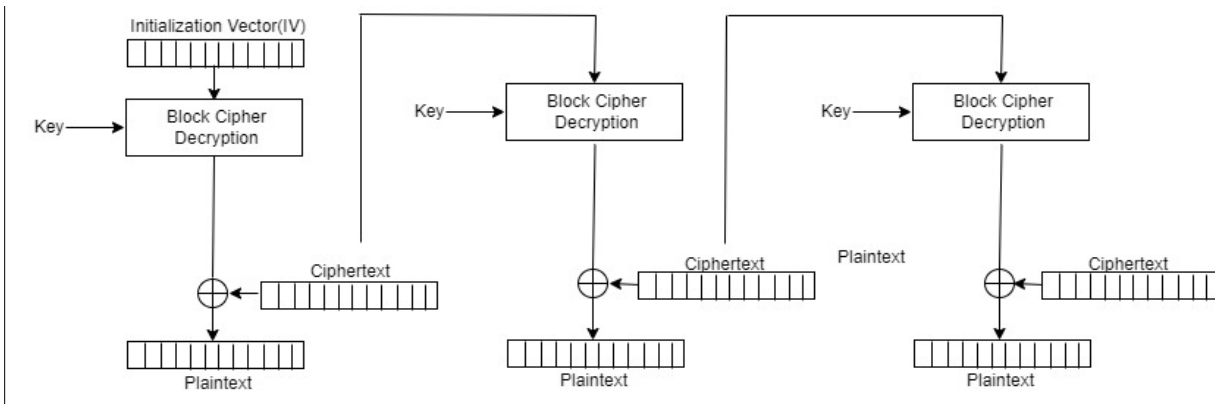 Initialization Vector(IV)
Key
Block Cipher
Decryption
Ciphertext
Plaintext
Key
Block Cipher
Decryption
Ciphertext
Plaintext
Plaintext
Key
Block Cipher
Decryption
Ciphertext
Plaintext